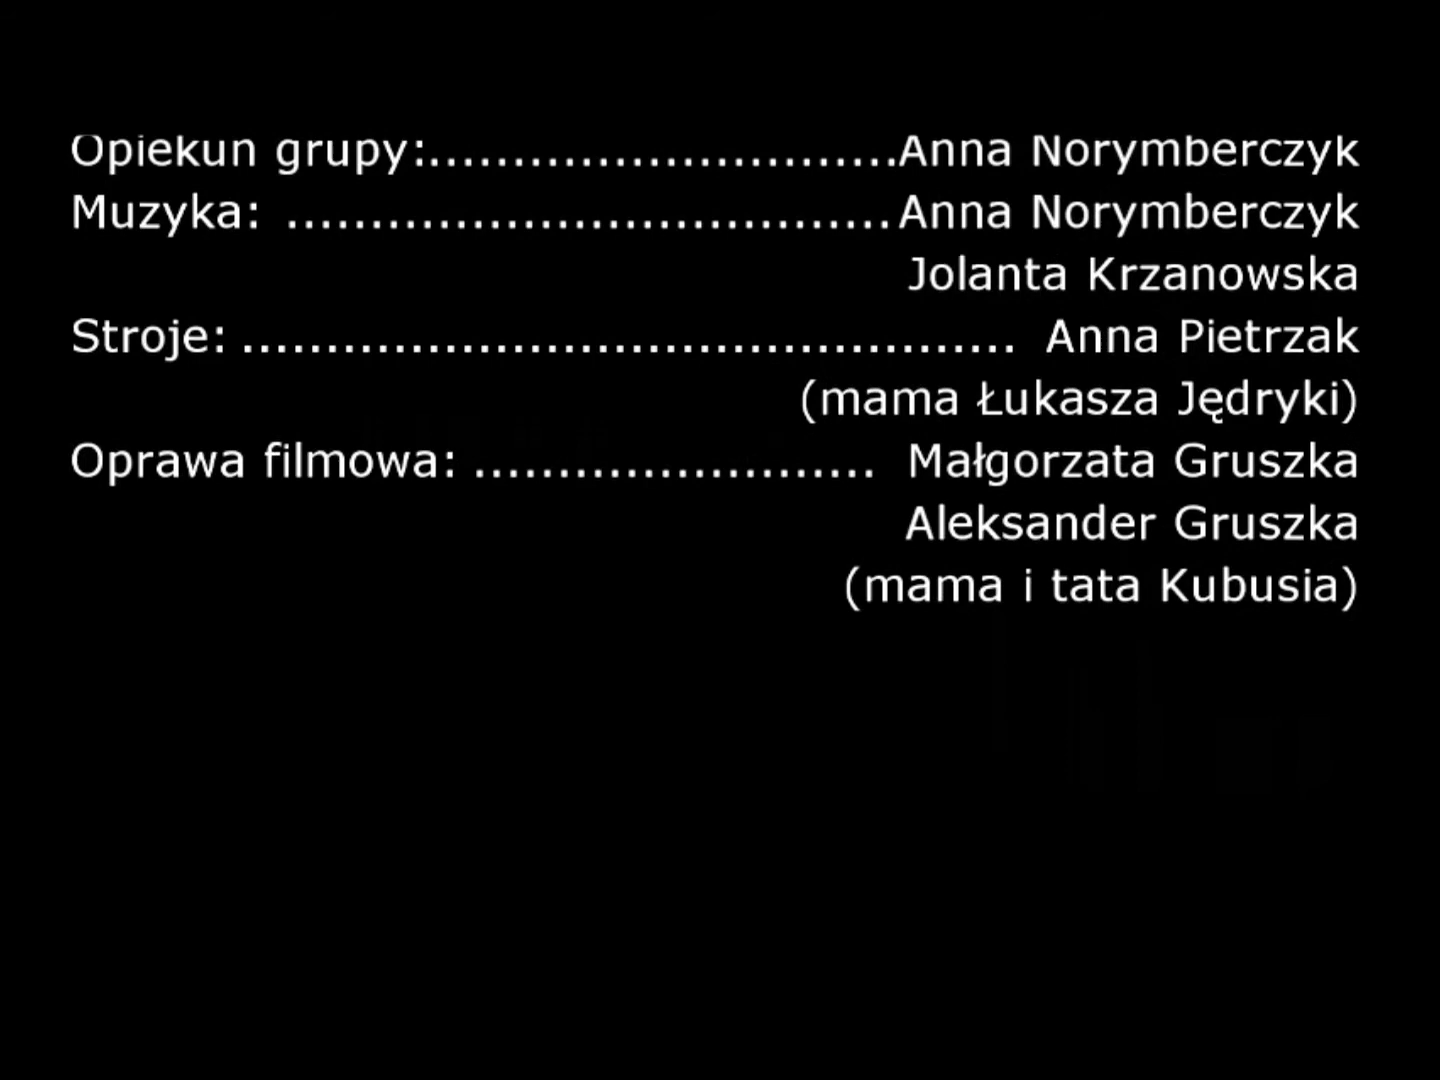 Opiekun grupy:............................Anna Norymberczyk
Muzyka: ....................................Anna Norymberczyk
Jolanta Krzanowska
Stroje: .............................................. Anna Pietrzak
(mama Łukasza Jędryki)
Oprawa filmowa: ........................ Małgorzata Gruszka
Aleksander Gruszka
(mama i tata Kubusia)